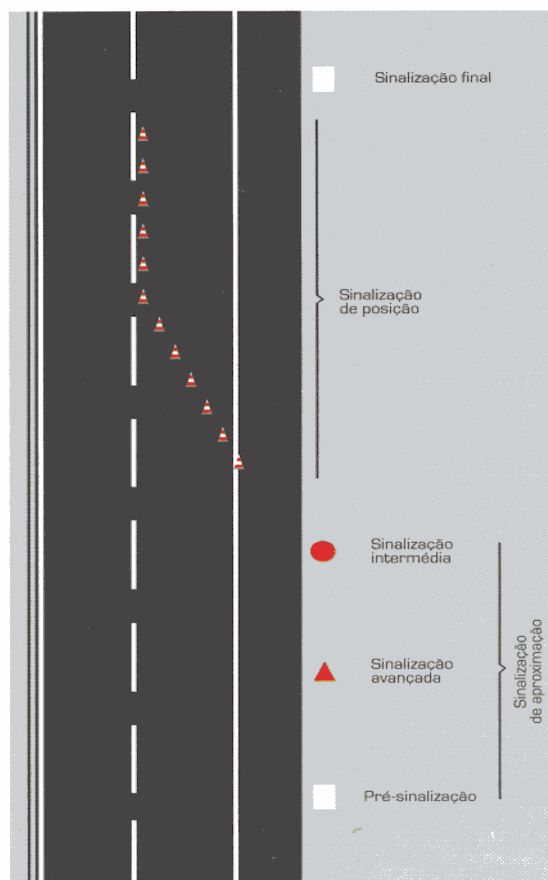 Sinalização final
Sinalização
de posição
Sinalização
intermédia
Sinalização
avançada
Sinalização
de aproximação
Pré-sinalização